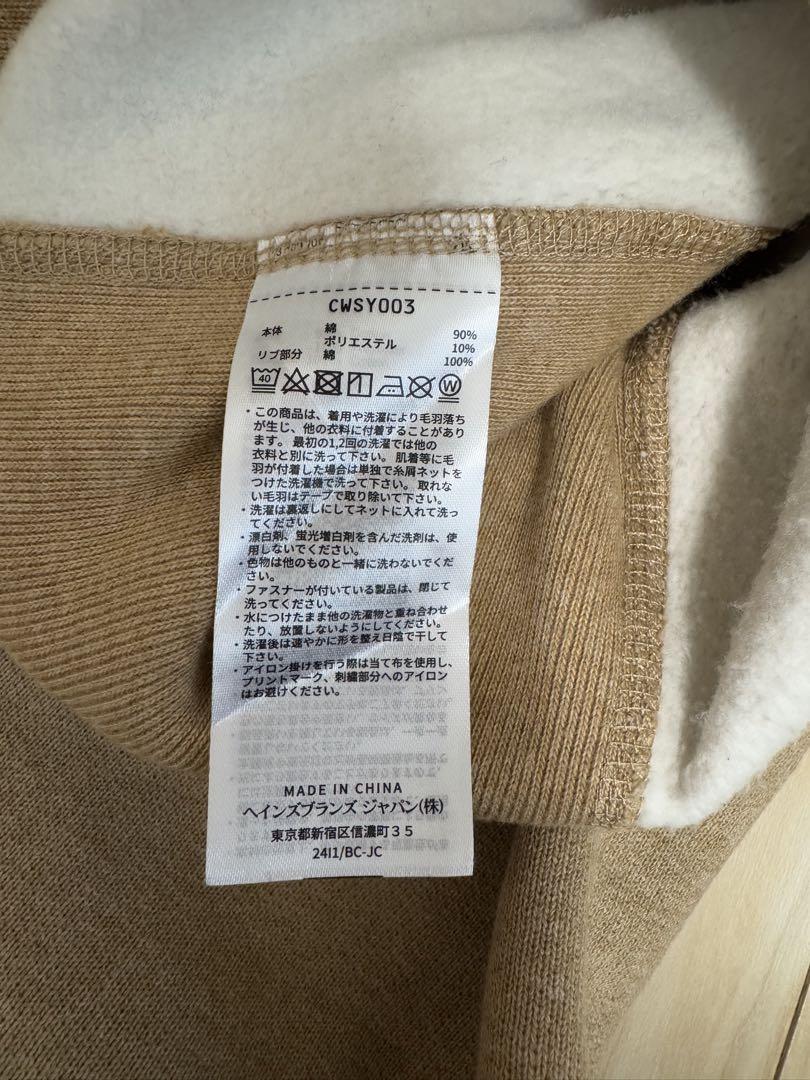 CWSY003
本体 綿 90%
ポリエステル 10%
リブ部分 綿 100%
40 W
・この商品は、着用や洗濯により毛羽落ち
が生じ、他の衣料に付着することがあり
ます。最初の1,2回の洗濯では他の
衣料と別に洗って下さい。肌着等に毛
羽が付着した場合は単独で糸屑ネットを
つけた洗濯機で洗って下さい。取れな
い毛羽はテープで取り除いて下さい。
・洗濯は裏返しにしてネットに入れて洗っ
てください。
・漂白剤、蛍光増白剤を含んだ洗剤は、使
用しないでください。
・色物は他のものと一緒に洗わないでくだ
さい。
・ファスナーが付いている製品は、閉じて
洗ってください。
・水につけたまま他の洗濯物と重ね合わせ
たり、放置しないようにしてください。
・洗濯後は速やかに形を整え日陰で干して
下さい。
・アイロン掛けを行う際は当て布を使用し、
プリントマーク、刺繍部分へのアイロン
はお避けください。
MADE IN CHINA
ヘインズブランズ ジャパン(株)
東京都新宿区信濃町35
24I1/BC-JC